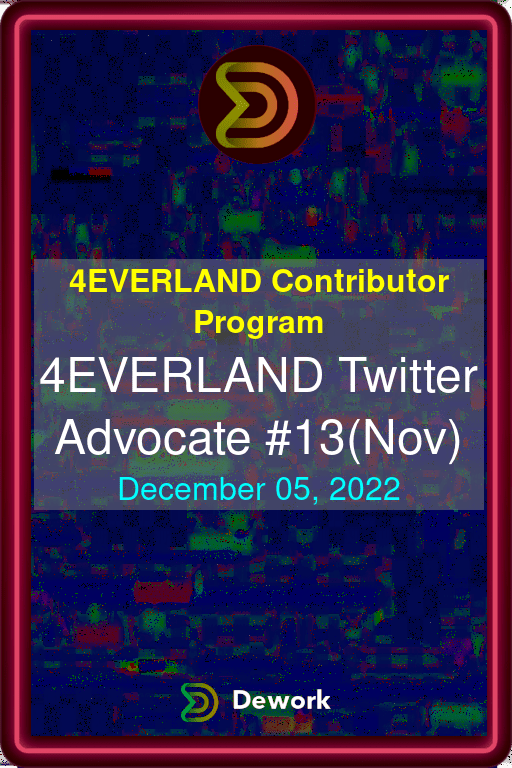 4EVERLAND Contributor
Program
4EVERLAND Twitter
Advocate #13(Nov)
December 05, 2022
Dework